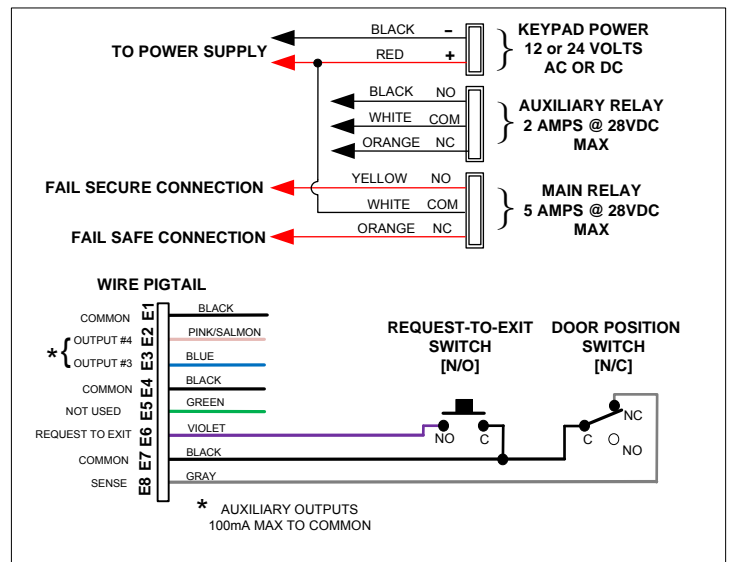 BLACK - KEYPAD POWER
TO POWER SUPPLY RED + 12 or 24 VOLTS
AC OR DC
BLACK NO AUXILIARY RELAY
WHITE COM 2 AMPS @ 28VDC
ORANGE NC MAX
FAIL SECURE CONNECTION YELLOW NO MAIN RELAY
WHITE COM 5 AMPS @ 28VDC
FAIL SAFE CONNECTION ORANGE NC MAX
WIRE PIGTAIL
COMMON E1 BLACK
* { OUTPUT #4 E2 PINK/SALMON
OUTPUT #3 E3 BLUE
COMMON E4 BLACK
NOT USED E5 GREEN
REQUEST TO EXIT E6 VIOLET
COMMON E7 BLACK
SENSE E8 GRAY
REQUEST-TO-EXIT
SWITCH
[N/O]
NO C
DOOR POSITION
SWITCH
[N/C]
NC
C NO
* AUXILIARY OUTPUTS
100mA MAX TO COMMON